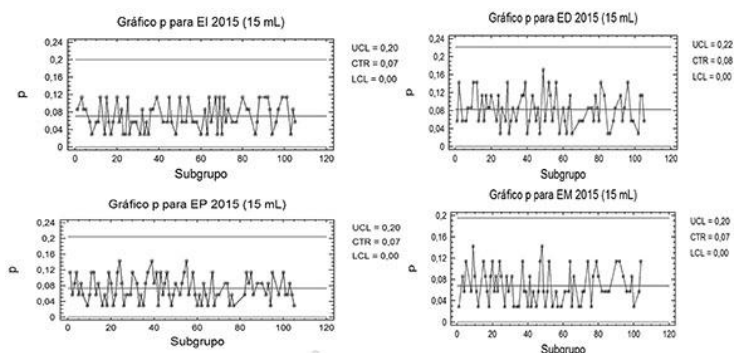 Gráfico p para EI 2015 (15 mL)
0,24
0,2
0,16
0,12
0,08
0,04
0
p
0 20 40 60 80 100 120
Subgrupo
UCL = 0,20
CTR = 0,07
LCL = 0,00
Gráfico p para ED 2015 (15 mL)
0,24
0,2
0,16
0,12
0,08
0,04
0
p
0 20 40 60 80 100 120
Subgrupo
UCL = 0,22
CTR = 0,08
LCL = 0,00
Gráfico p para EP 2015 (15 mL)
0,24
0,2
0,16
0,12
0,08
0,04
0
p
0 20 40 60 80 100 120
Subgrupo
UCL = 0,20
CTR = 0,07
LCL = 0,00
Gráfico p para EM 2015 (15 mL)
0,2
0,16
0,12
0,08
0,04
0
p
0 20 40 60 80 100 120
Subgrupo
UCL = 0,20
CTR = 0,07
LCL = 0,00